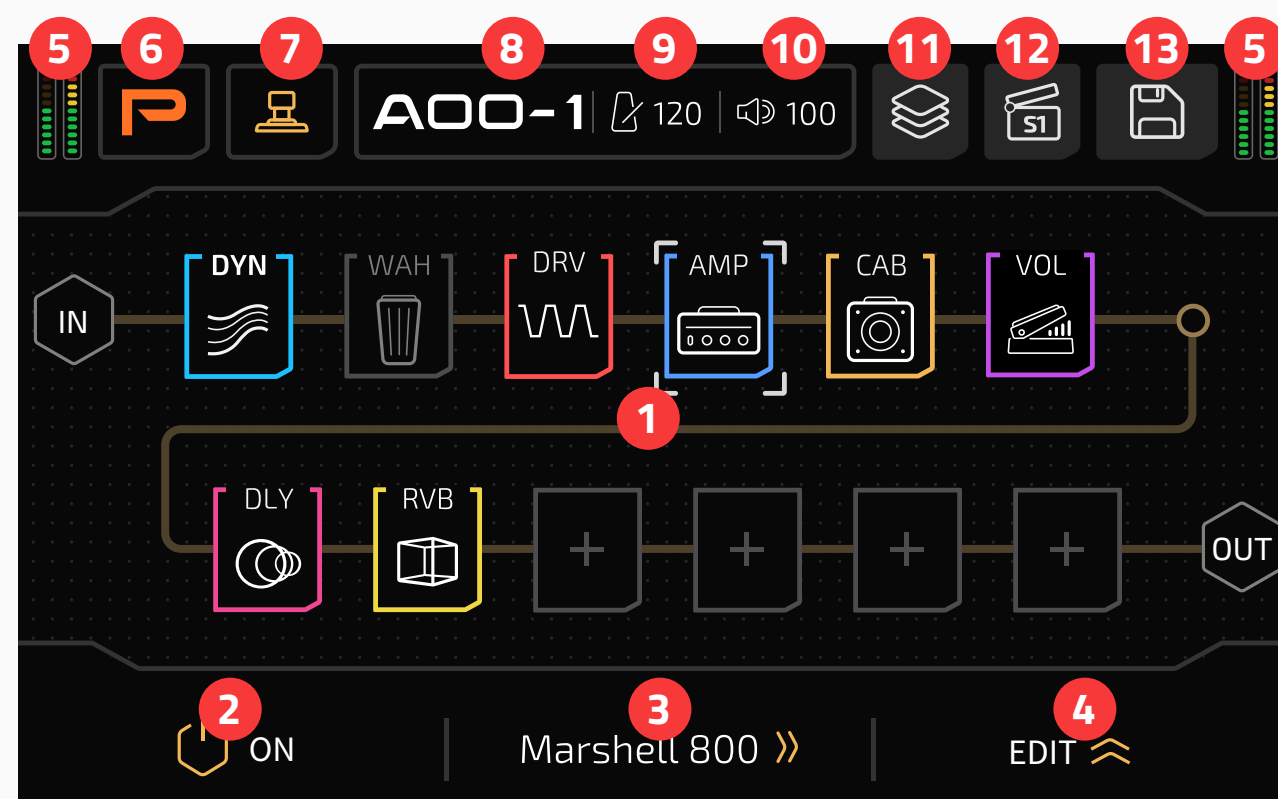 5 6 7 8 9 10 11 12 13 5
A00-1 120 100 S1
DYN WAH DRV AMP CAB VOL
IN
1
DLY RVB
OUT
2 3 4
ON Marshell 800 EDIT